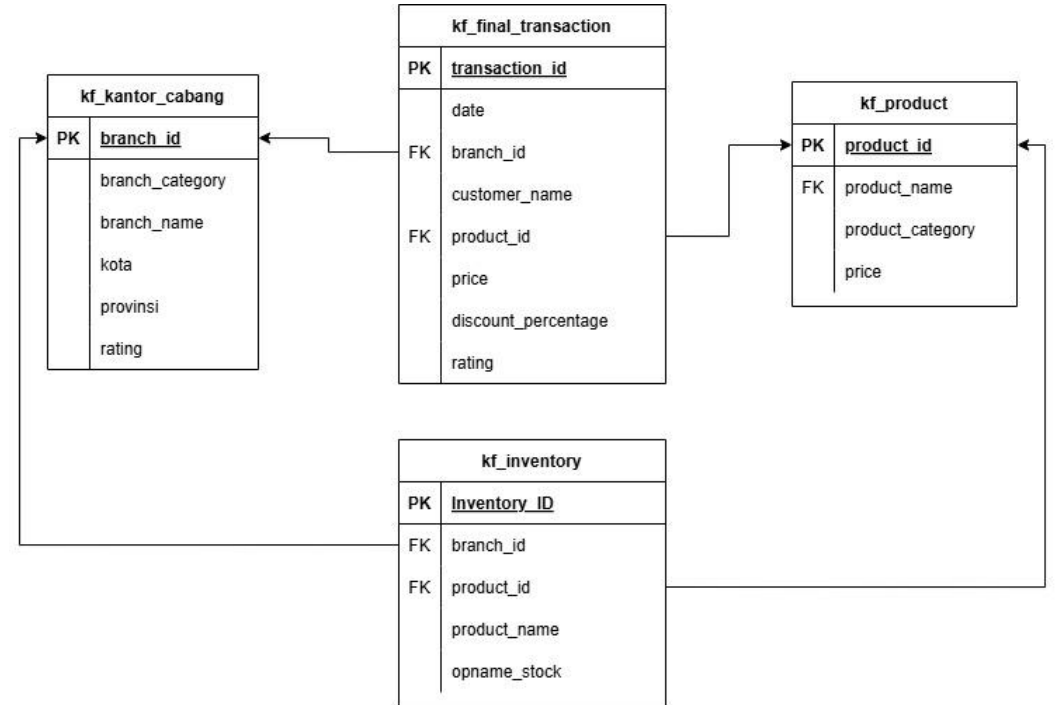 kf_final_transaction
PK transaction_id
date
FK branch_id
customer_name
FK product_id
price
discount_percentage
rating
kf_kantor_cabang
PK branch_id
branch_category
branch_name
kota
provinsi
rating
kf_product
PK product_id
FK product_name
product_category
price
kf_inventory
PK Inventory_ID
FK branch_id
FK product_id
product_name
opname_stock